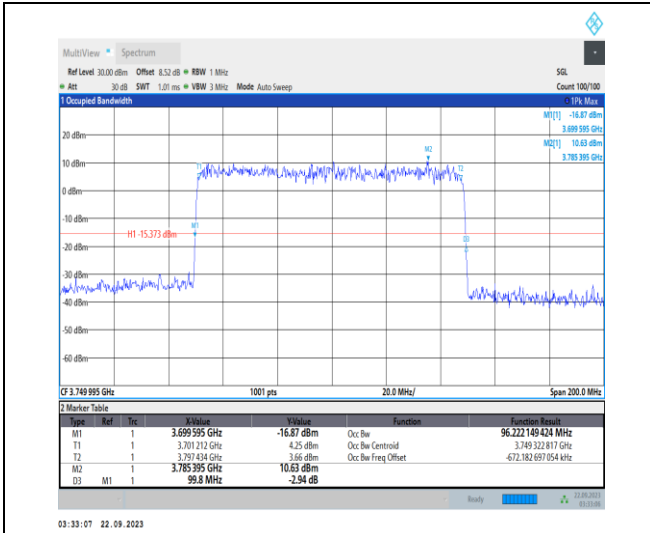 MultiView Spectrum
Ref Level 30.00 dBm Offset 8.52 dB RBW 1 MHz SGL
Att 30 dB SWT 1.01 ms VBW 3 MHz Mode Auto Sweep Count 100/100
1 Occupied Bandwidth 1Pk Max
M1[1] -16.87 dBm
3.699 595 GHz
M2[1] 10.63 dBm
3.785 395 GHz
20 dBm
M2
10 dBm
T1
T2
0 dBm
-10 dBm
M1
H1 -15.373 dBm
D3
-20 dBm
-30 dBm
-40 dBm
-50 dBm
-60 dBm
CF 3.749 995 GHz 1001 pts 20.0 MHz/ Span 200.0 MHz
2 Marker Table
Type Ref Trc X-Value Y-Value Function Function Result
M1 1 3.699 595 GHz -16.87 dBm Occ Bw 96.222 149 424 MHz
T1 1 3.701 212 GHz 4.25 dBm Occ Bw Centroid 3.749 322 817 GHz
T2 1 3.797 434 GHz 3.66 dBm Occ Bw Freq Offset -672.182 697 054 kHz
M2 1 3.785 395 GHz 10.63 dBm
D3 M1 1 99.8 MHz -2.94 dB
Ready 22.09.2023
03:33:06
03:33:07 22.09.2023